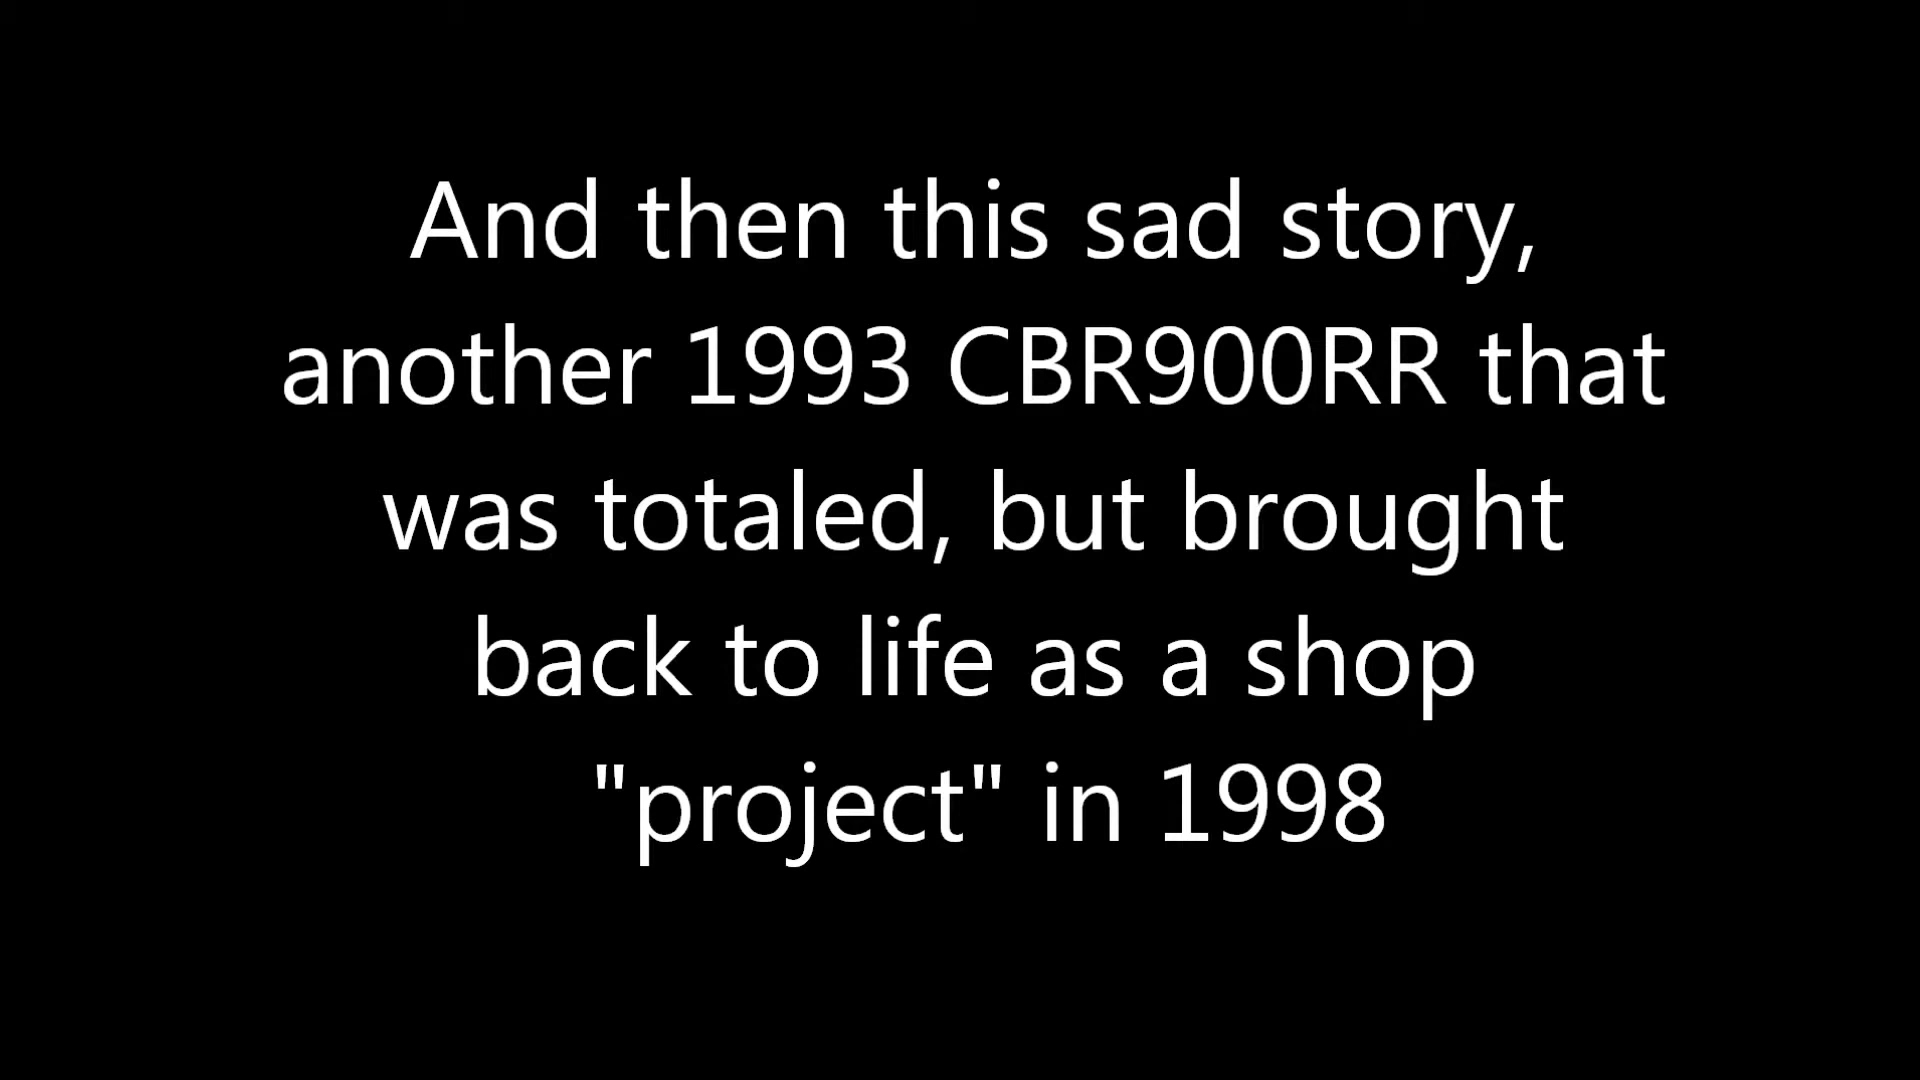 And then this sad story,
another 1993 CBR900RR that
was totaled, but brought
back to life as a shop
"project" in 1998